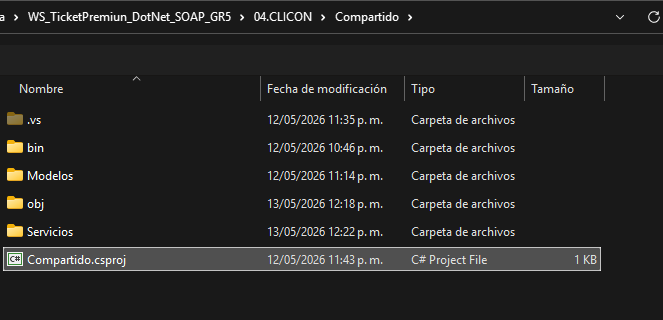 a > WS_TicketPremiun_DotNet_SOAP_GR5 > 04.CLICON > Compartido >
Nombre Fecha de modificación Tipo Tamaño
.vs 12/05/2026 11:35 p. m. Carpeta de archivos
bin 12/05/2026 10:46 p. m. Carpeta de archivos
Modelos 12/05/2026 11:14 p. m. Carpeta de archivos
obj 13/05/2026 12:18 p. m. Carpeta de archivos
Servicios 13/05/2026 12:22 p. m. Carpeta de archivos
C# Compartido.csproj 12/05/2026 11:43 p. m. C# Project File 1 KB